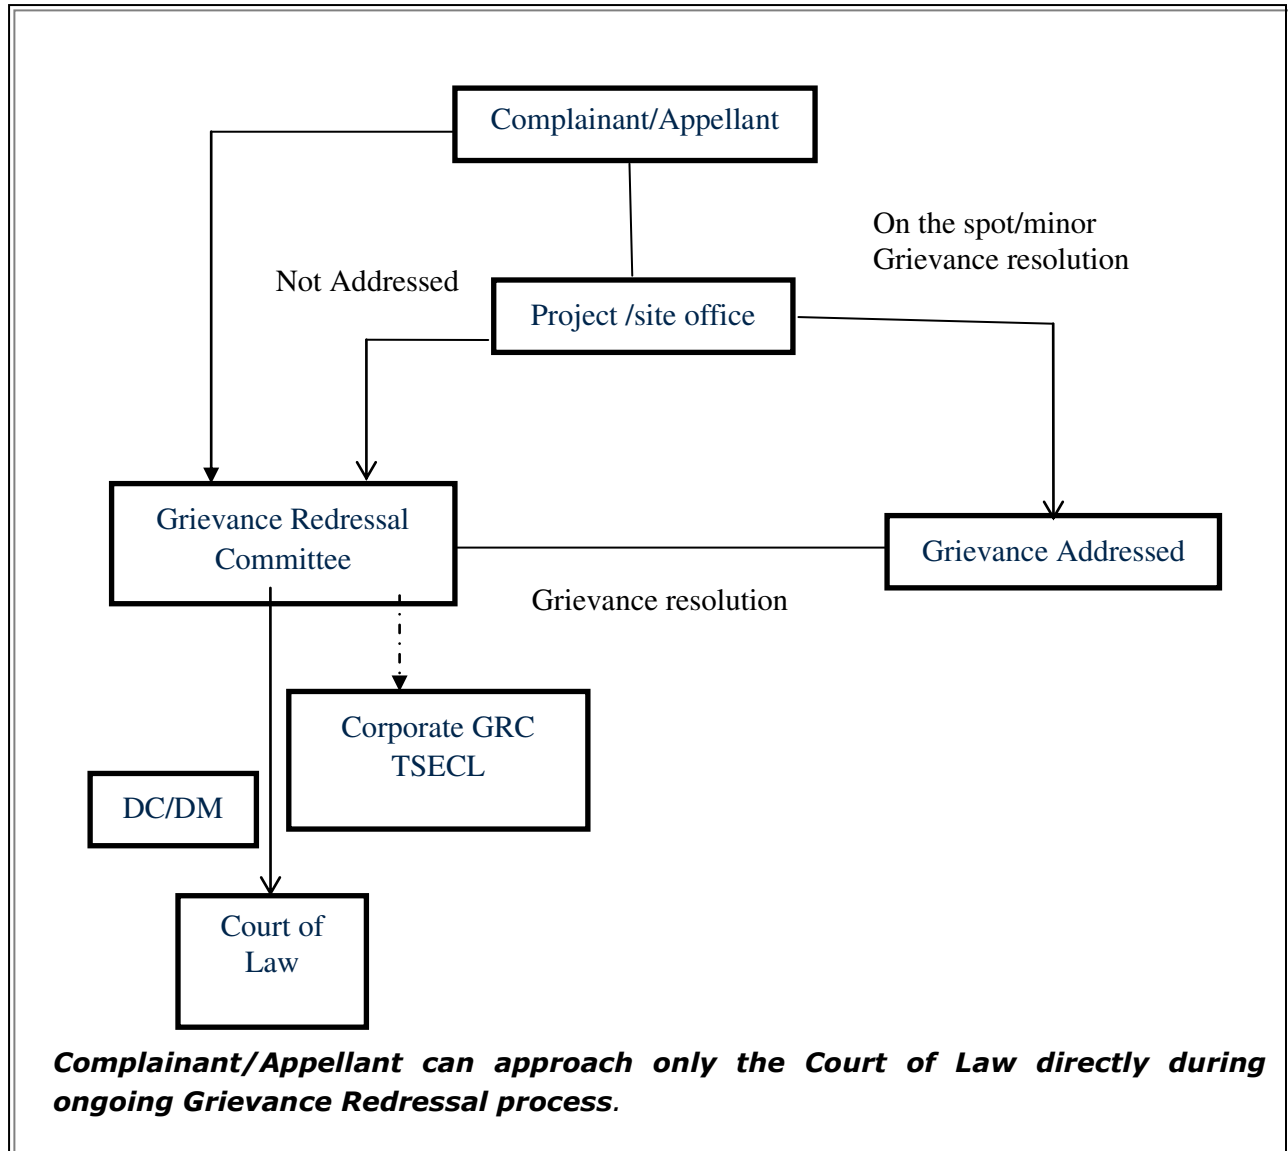 Complainant/Appellant
On the spot/minor
Grievance resolution
Not Addressed
Project /site office
Grievance Redressal
Committee
Grievance Addressed
Grievance resolution
Corporate GRC
TSECL
DC/DM
Court of
Law
Complainant/Appellant can approach only the Court of Law directly during
ongoing Grievance Redressal process.